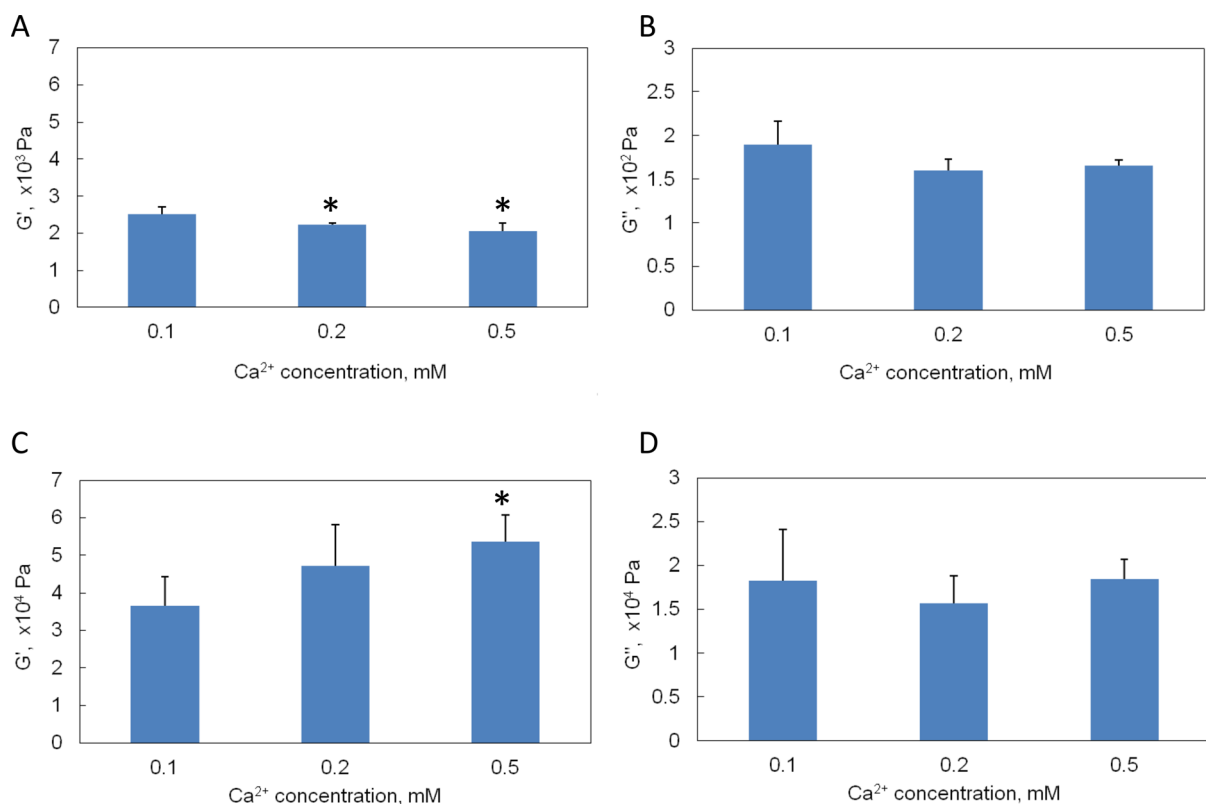 A
G', x10³ Pa
7
6
5
4
3
2
1
0
*
*
0.1 0.2 0.5
Ca²⁺ concentration, mM
B
G'', x10² Pa
3
2.5
2
1.5
1
0.5
0
0.1 0.2 0.5
Ca²⁺ concentration, mM
C
G', x10⁴ Pa
7
6
5
4
3
2
1
0
*
0.1 0.2 0.5
Ca²⁺ concentration, mM
D
G'', x10⁴ Pa
3
2.5
2
1.5
1
0.5
0
0.1 0.2 0.5
Ca²⁺ concentration, mM